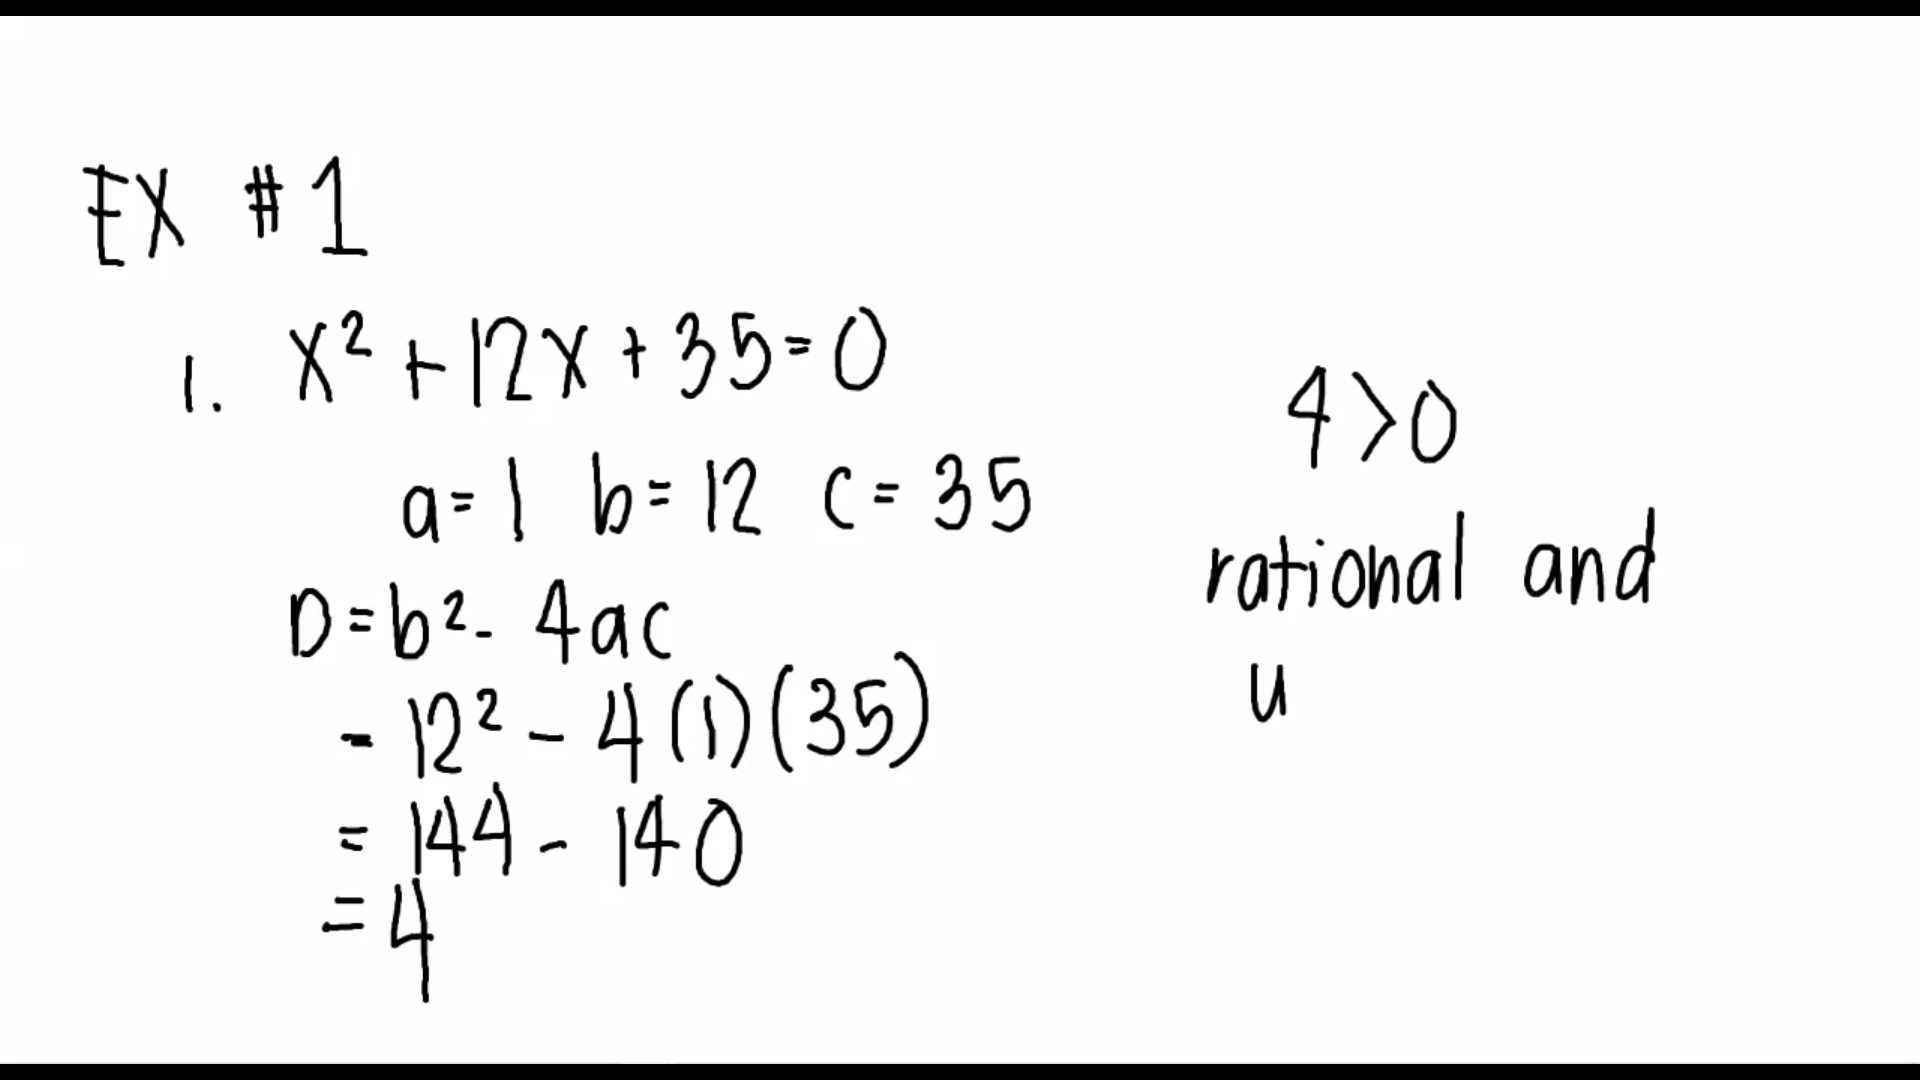 EX #1
1. x² + 12x + 35 = 0
a = 1 b = 12 c = 35
D = b² - 4ac
= 12² - 4(1)(35)
= 144 - 140
= 4
4 > 0
rational and
u